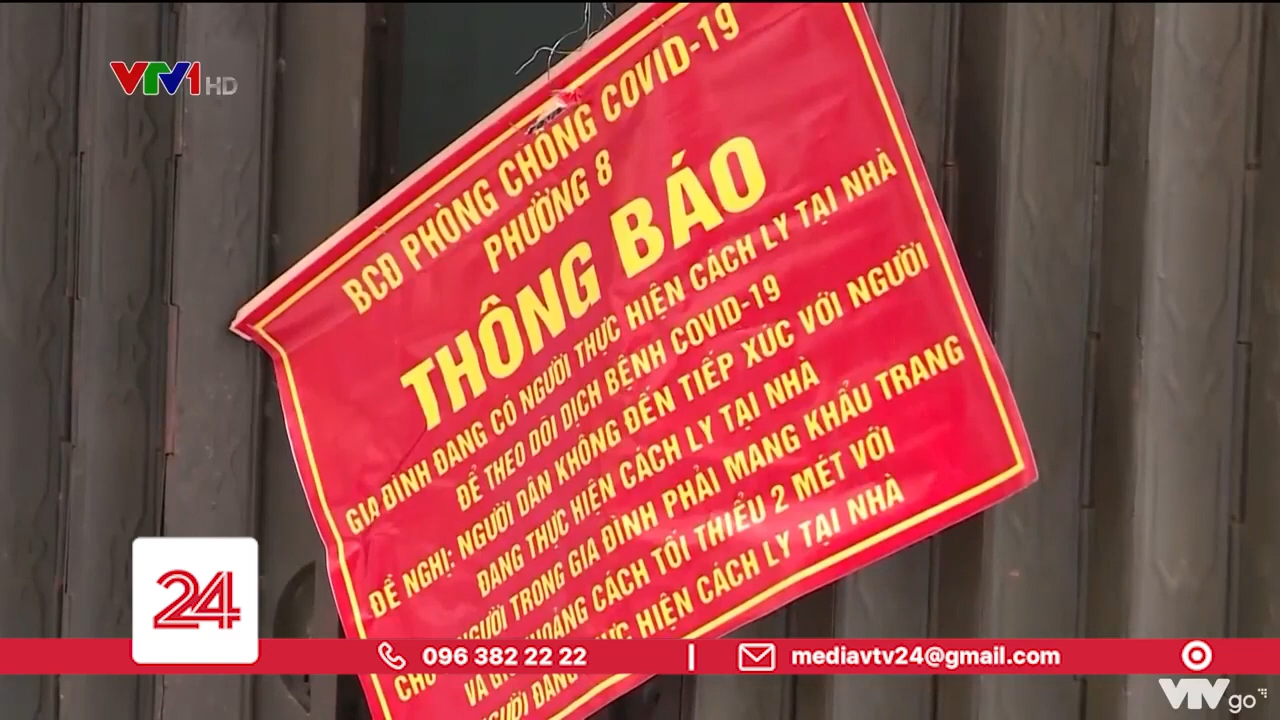 VTV1 HD
BCĐ PHÒNG CHỐNG COVID-19
PHƯỜNG 8
THÔNG BÁO
GIA ĐÌNH ĐANG CÓ NGƯỜI THỰC HIỆN CÁCH LY TẠI NHÀ
ĐỂ THEO DÕI DỊCH BỆNH COVID-19
ĐỀ NGHỊ: NGƯỜI DÂN KHÔNG ĐẾN TIẾP XÚC VỚI NGƯỜI
ĐANG THỰC HIỆN CÁCH LY TẠI NHÀ
NGƯỜI TRONG GIA ĐÌNH PHẢI MANG KHẨU TRANG
VÀ KHOẢNG CÁCH TỐI THIỂU 2 MÉT VỚI
HIỆN CÁCH LY TẠI NHÀ
24
096 382 22 22 | mediavtv24@gmail.com
VTVgo